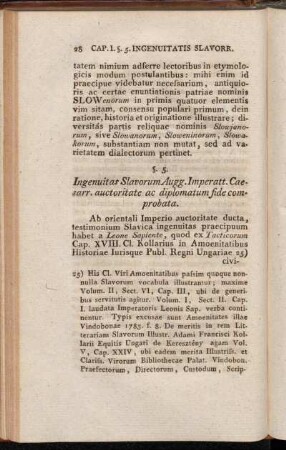 28 CAP. I. §. 5. INGENUITATIS SLAVORR.
tatem nimium adferre lectoribus in etymolo-
gicis modum postulantibus: mihi enim id
praecipue videbatur necessarium, antiquio-
ris ac certae enuntiationis patriae nominis
SLOWenorum in primis quatuor elementis
vim sitam, consensu populari primum, dein
ratione, historia et originatione illustrare; di-
versitas partis reliquae nominis Slowjano-
rum, sive Slowanorum, Sloweninorum, Slowa-
korum, substantiam non mutat, sed ad va-
rietatem dialectorum pertinet.
§. 5.
Ingenuitas Slavorum Augg. Imperatt. Cae-
sarr. auctoritate ac diplomatum fide com-
probata.
Ab orientali Imperio auctoritate ducta,
testimonium Slavica ingenuitas praecipuum
habet a Leone Sapiente, quod ex Tacticorum
Cap. XVIII. Cl. Kollarius in Amoenitatibus
Historiae Iurisque Publ. Regni Ungariae 25)
civi-
25) His Cl. Viri Amoenitatibus passim quoque non-
nulla Slavorum vocabula illustrantur; maxime
Volum. II, Sect. VI, Cap. III, ubi de generi-
bus servitutis agitur. Volum. I, Sect. II. Cap.
I. laudata Imperatoris Leonis Sap. verba conti-
nentur. Typis excusae sunt Amoenitates illae
Vindobonae 1783. f. 8. De meritis in rem Lit-
terariam Slavorum Illustr. Adami Francisci Kol-
larii Equitis Ungari de Keresztény agam Vol.
V, Cap. XXIV, ubi eadem merita Illustriss. et
Clariss. Virorum Bibliothecae Palat. Vindobon.
Praefectorum, Directorum, Custodum, Scrip-